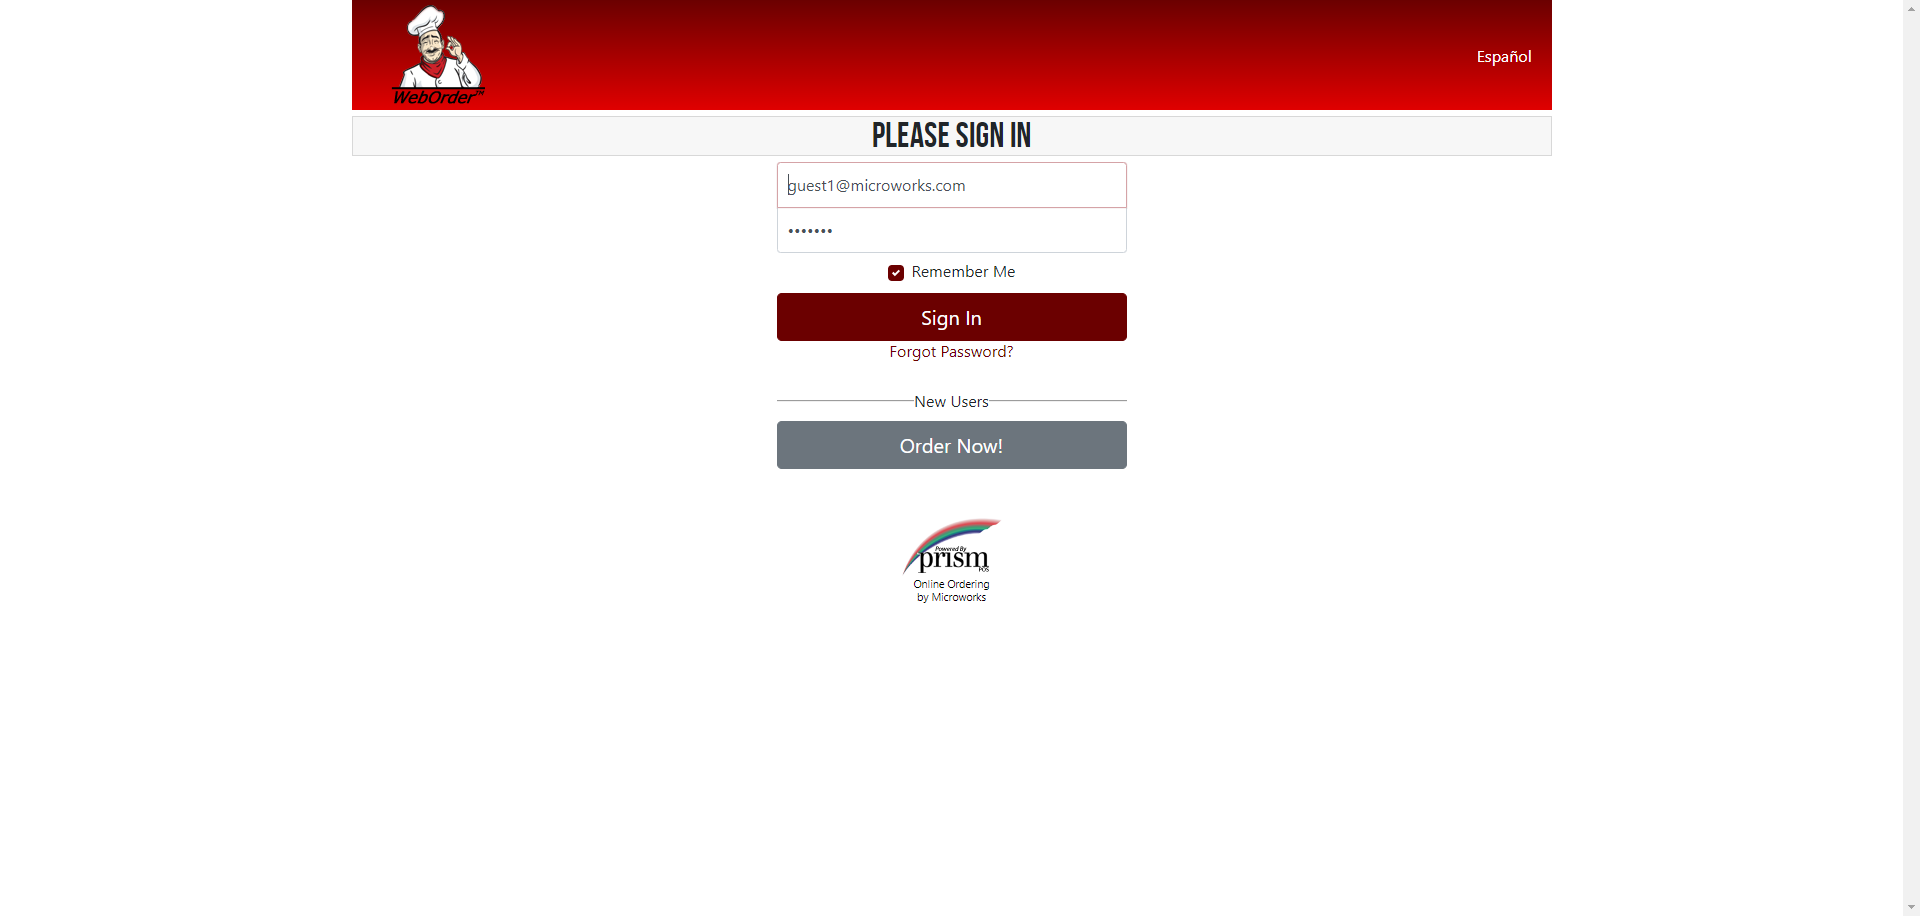 WebOrder™
Español
PLEASE SIGN IN
guest1@microworks.com
•••••••
Remember Me
Sign In
Forgot Password?
New Users
Order Now!
Powered By
prism
POS
Online Ordering
by Microworks